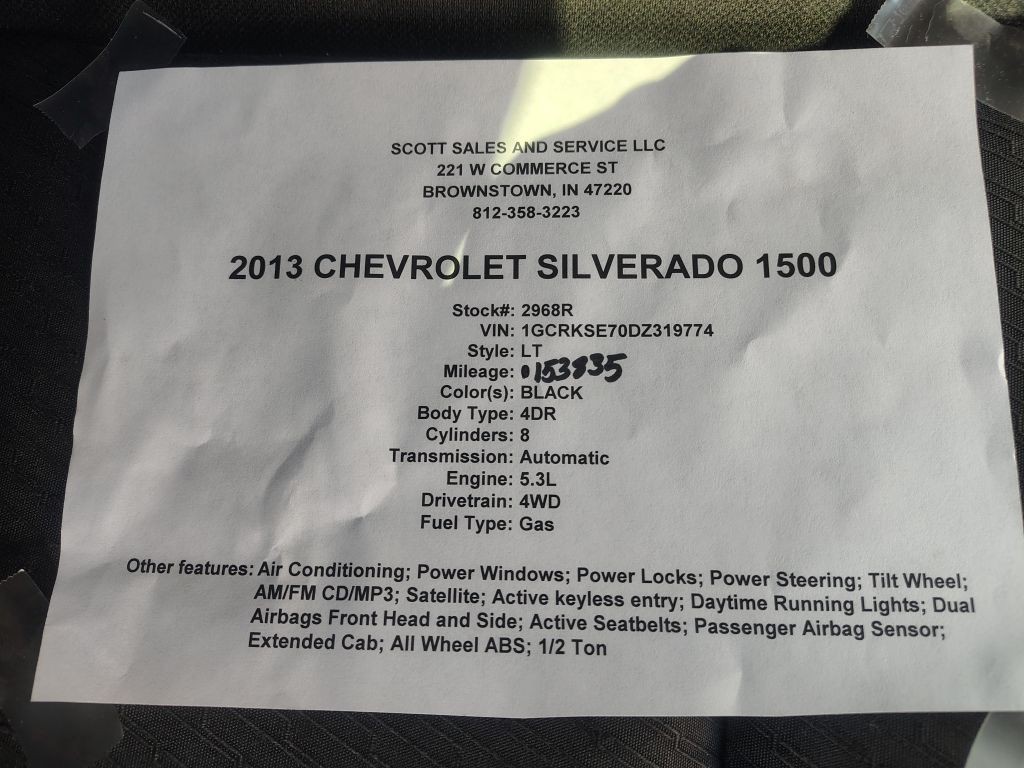 SCOTT SALES AND SERVICE LLC
221 W COMMERCE ST
BROWNSTOWN, IN 47220
812-358-3223
2013 CHEVROLET SILVERADO 1500
Stock#: 2968R
VIN: 1GCRKSE70DZ319774
Style: LT
Mileage: 153835
Color(s): BLACK
Body Type: 4DR
Cylinders: 8
Transmission: Automatic
Engine: 5.3L
Drivetrain: 4WD
Fuel Type: Gas
Other features: Air Conditioning; Power Windows; Power Locks; Power Steering; Tilt Wheel;
AM/FM CD/MP3; Satellite; Active keyless entry; Daytime Running Lights; Dual
Airbags Front Head and Side; Active Seatbelts; Passenger Airbag Sensor;
Extended Cab; All Wheel ABS; 1/2 Ton